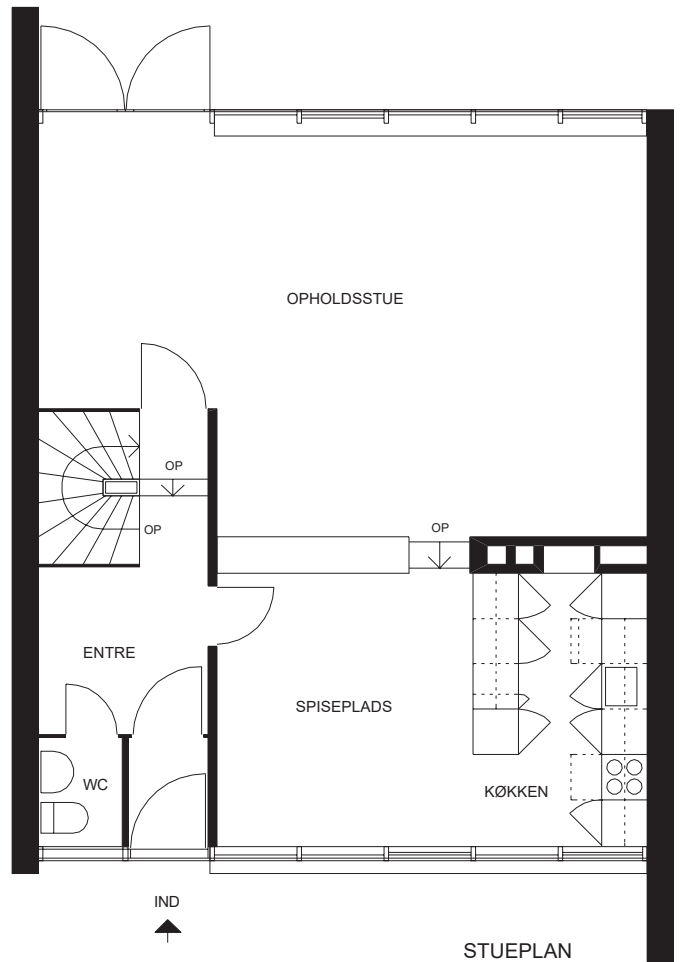 OPHOLDSSTUE
OP
OP
OP
ENTRE
SPISEPLADS
WC
KØKKEN
IND
STUEPLAN